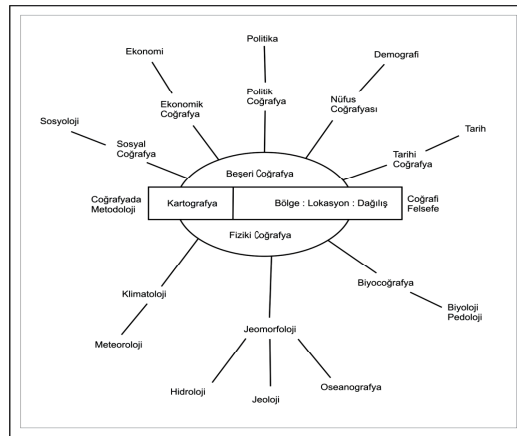 Politika
Ekonomi
Demografi
Ekonomik
Coğrafya
Politik
Coğrafya
Nüfus
Coğrafyası
Sosyoloji
Sosyal
Coğrafya
Tarihi
Coğrafya
Tarih
Beşeri Coğrafya
Coğrafyada
Metodoloji
Kartografya
Bölge : Lokasyon : Dağılış
Coğrafi
Felsefe
Fiziki Coğrafya
Klimatoloji
Meteoroloji
Biyocoğrafya
Biyoloji
Pedoloji
Jeomorfoloji
Hidroloji
Jeoloji
Oseanografya